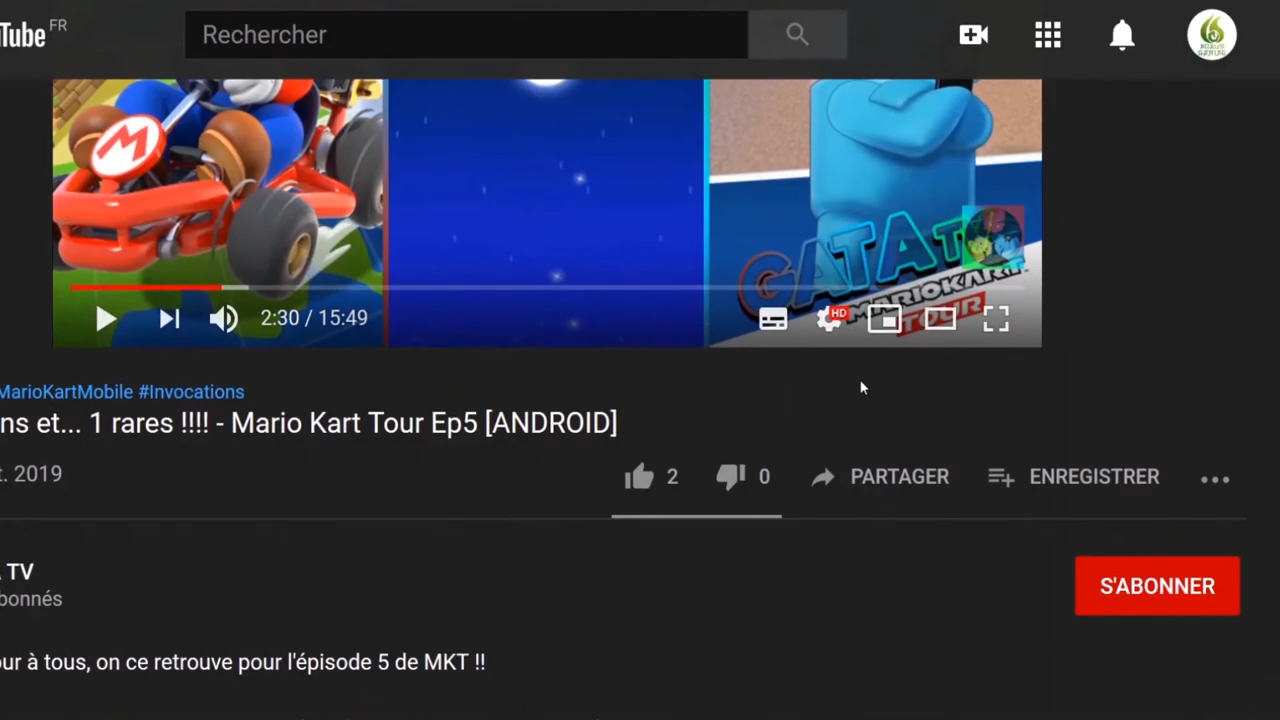 Tube FR
Rechercher
M
GATAT
MARIOKART
TOUR
2:30 / 15:49
HD
MarioKartMobile #Invocations
ns et... 1 rares !!!! - Mario Kart Tour Ep5 [ANDROID]
t. 2019
2
0
PARTAGER
ENREGISTRER
TV
bonnés
S'ABONNER
ur à tous, on ce retrouve pour l'épisode 5 de MKT !!